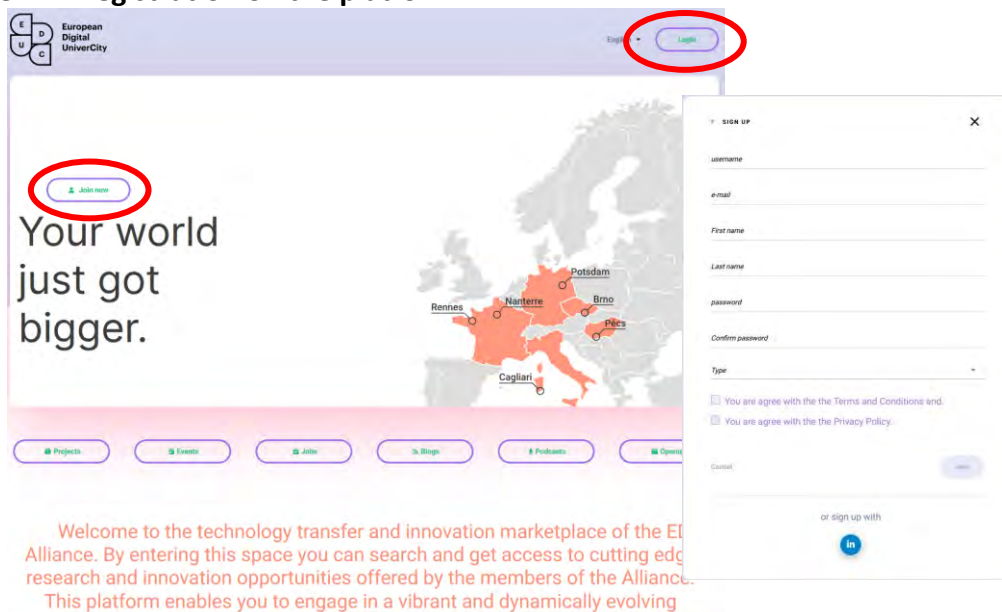 European
Digital
UniverCity
E
D
U
C
English
Login
Join now
Your world
just got
bigger.
Potsdam
Nanterre
Brno
Rennes
Pécs
Cagliari
Projects
Events
Jobs
Blogs
Podcasts
Welcome to the technology transfer and innovation marketplace of the
Alliance. By entering this space you can search and get access to cutting
research and innovation opportunities offered by the members of the Alliance.
This platform enables you to engage in a vibrant and dynamically evolving
SIGN UP
username
e-mail
First name
Last name
password
Confirm password
Type
You are agree with the the Terms and Conditions and.
You are agree with the the Privacy Policy.
Cancel
or sign up with
in